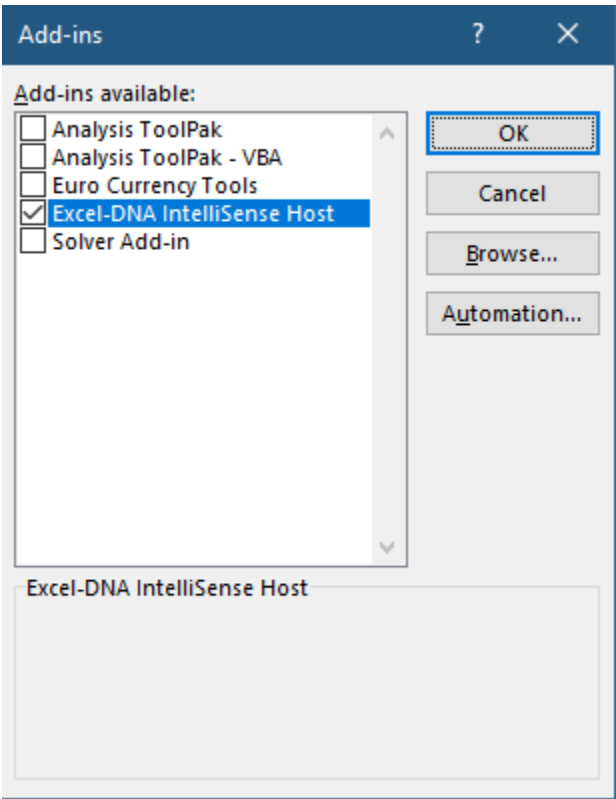 Add-ins ? ×
Add-ins available:
Analysis ToolPak
Analysis ToolPak - VBA
Euro Currency Tools
Excel-DNA IntelliSense Host
Solver Add-in
OK
Cancel
Browse...
Automation...
Excel-DNA IntelliSense Host